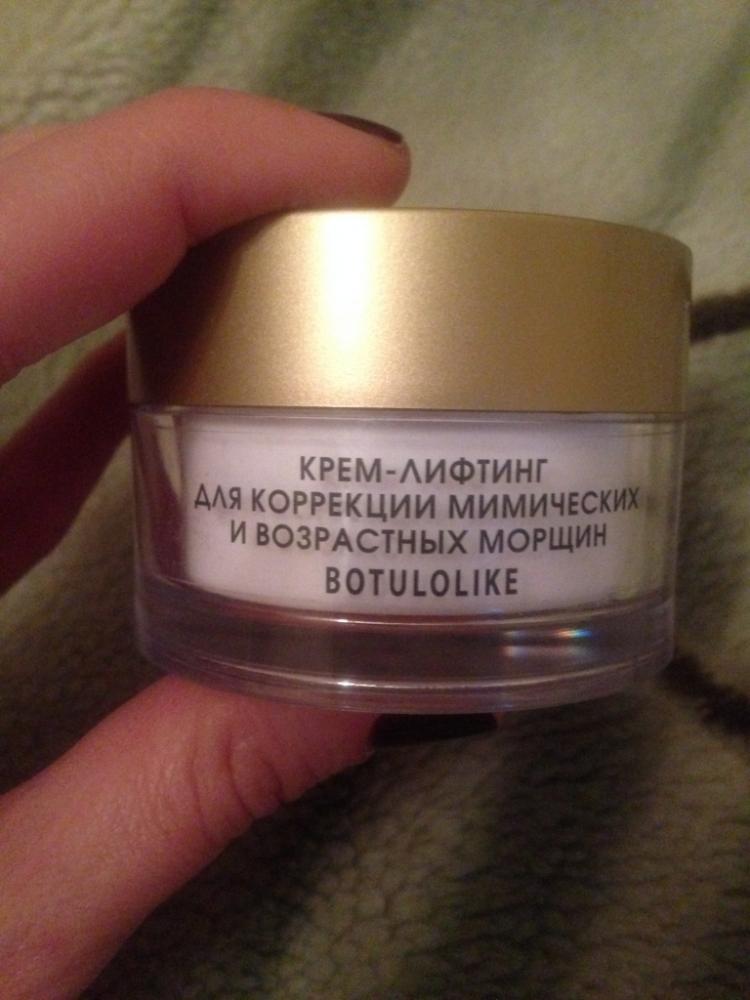 КРЕМ-ЛИФТИНГ
ДЛЯ КОРРЕКЦИИ МИМИЧЕСКИХ
И ВОЗРАСТНЫХ МОРЩИН
BOTULOLIKE